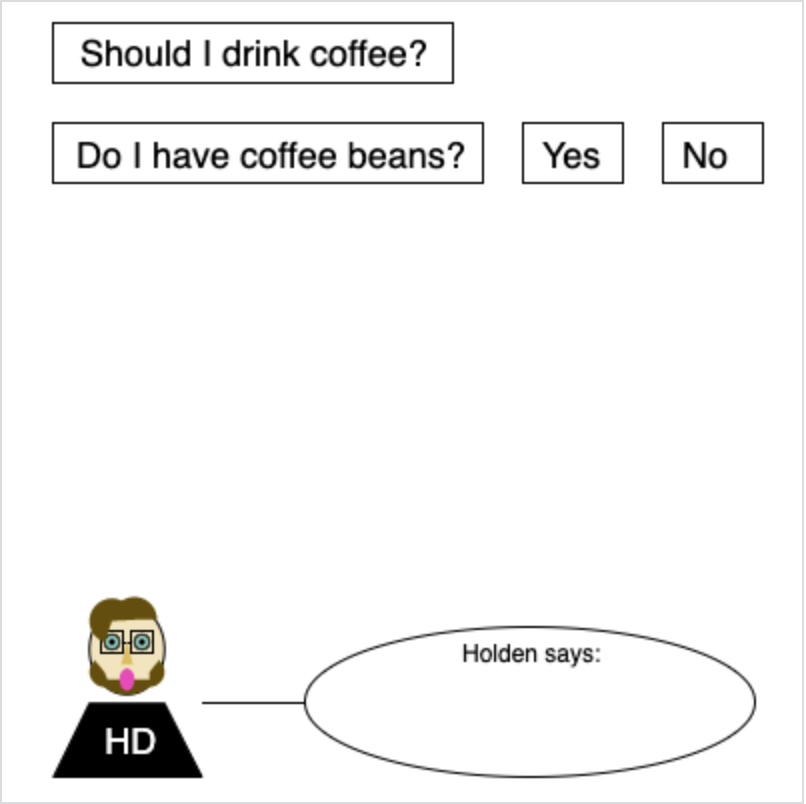 Should I drink coffee?
Do I have coffee beans? Yes No
Holden says:
HD